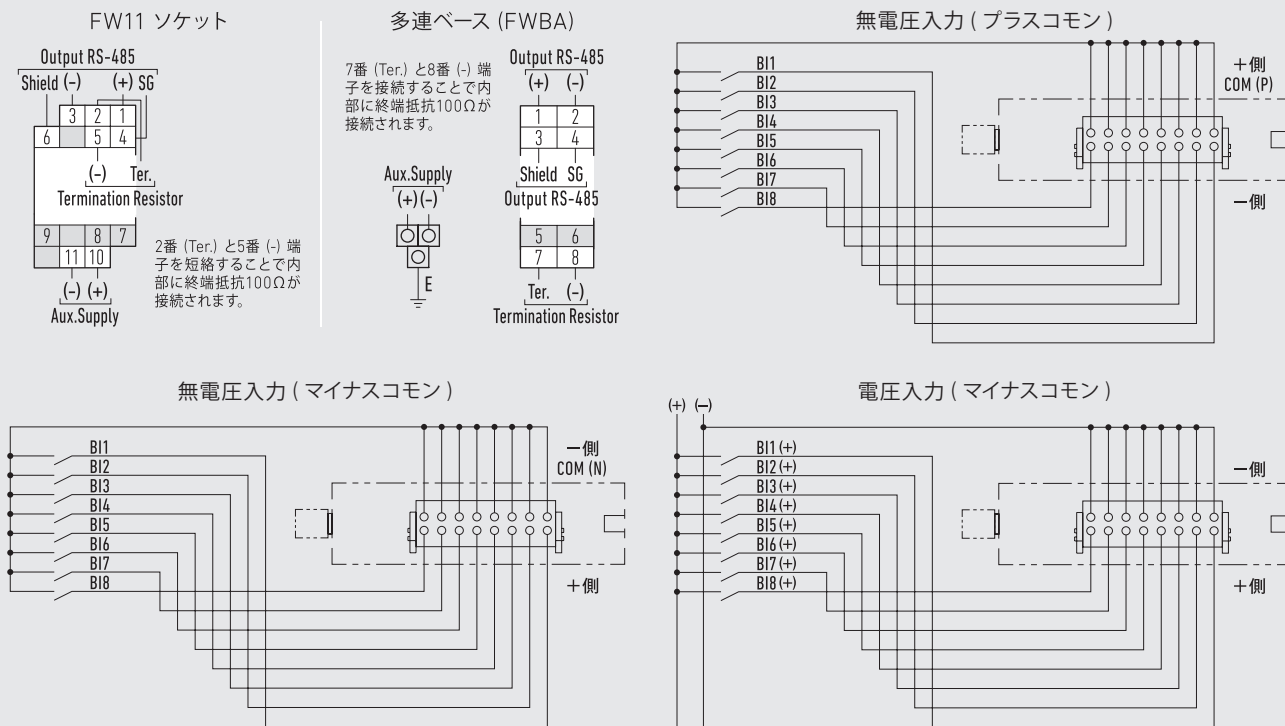 FW11 ソケット
Output RS-485
Shield (-) (+) SG
3 2 1
6 5 4
(-) Ter.
Termination Resistor
9 8 7
11 10
(-) (+)
Aux.Supply
2番 (Ter.) と5番 (-) 端
子を短絡することで内
部に終端抵抗100Ωが
接続されます。
多連ベース (FWBA)
7番 (Ter.) と8番 (-) 端
子を接続することで内
部に終端抵抗100Ωが
接続されます。
Aux.Supply
(+) (-)
E
Output RS-485
(+) (-)
1 2
3 4
Shield SG
Output RS-485
5 6
7 8
Ter. (-)
Termination Resistor
無電圧入力 ( プラスコモン )
BI1
BI2
BI3
BI4
BI5
BI6
BI7
BI8
+側
COM (P)
−側
無電圧入力 ( マイナスコモン )
BI1
BI2
BI3
BI4
BI5
BI6
BI7
BI8
−側
COM (N)
+側
電圧入力 ( マイナスコモン )
(+) (−)
BI1 (+)
BI2 (+)
BI3 (+)
BI4 (+)
BI5 (+)
BI6 (+)
BI7 (+)
BI8 (+)
−側
+側